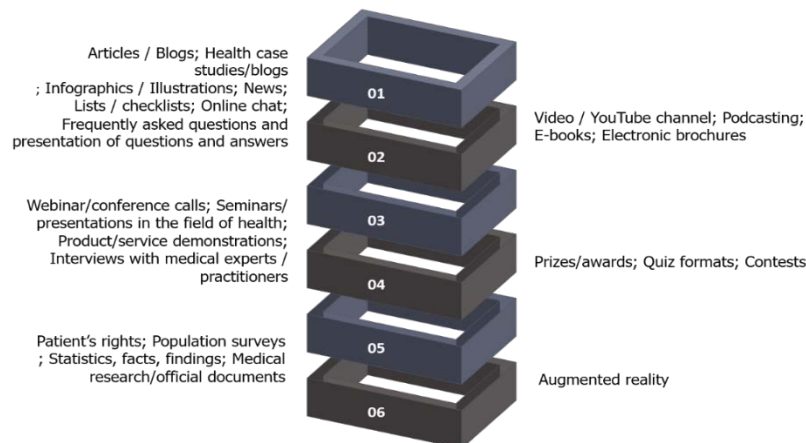 Articles / Blogs; Health case
studies/blogs
; Infographics / Illustrations; News;
Lists / checklists; Online chat;
Frequently asked questions and
presentation of questions and answers
01
Video / YouTube channel; Podcasting;
E-books; Electronic brochures
02
Webinar/conference calls; Seminars/
presentations in the field of health;
Product/service demonstrations;
Interviews with medical experts /
practitioners
03
Prizes/awards; Quiz formats; Contests
04
Patient’s rights; Population surveys
; Statistics, facts, findings; Medical
research/official documents
05
Augmented reality
06